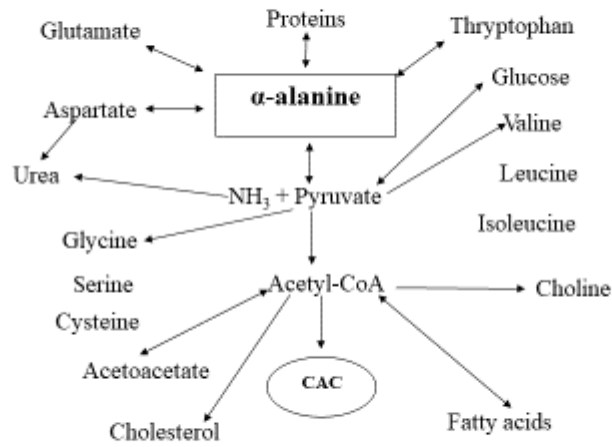 Proteins
Glutamate
Thryptophan
α-alanine
Glucose
Aspartate
Valine
Urea
Leucine
NH₃ + Pyruvate
Isoleucine
Glycine
Serine
Acetyl-CoA
Choline
Cysteine
Acetoacetate
CAC
Cholesterol
Fatty acids